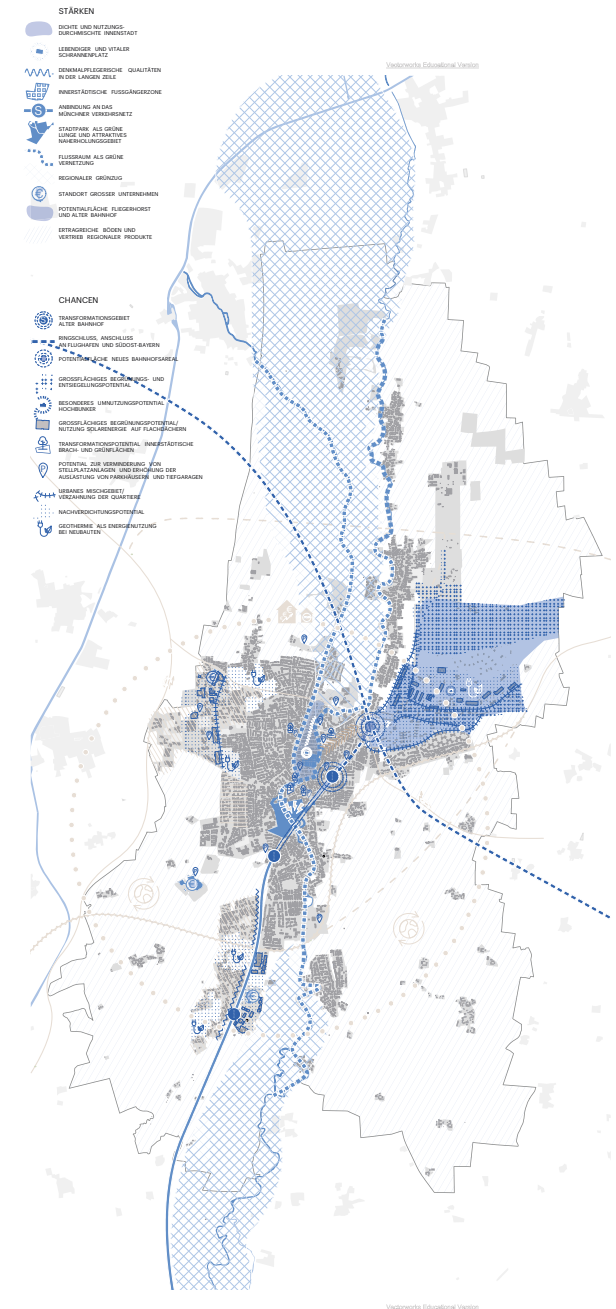 STÄRKEN
DICHTE UND NUTZUNGS-
DURCHMISCHTE INNENSTADT
LEBENDIGER UND VITALER
SCHRANNENPLATZ
DENKMALPFLEGERISCHE QUALITÄTEN
IN DER LANGEN ZEILE
INNERSTÄDTISCHE FUSSGÄNGERZONE
S
ANBINDUNG AN DAS
MÜNCHNER VERKEHRSNETZ
STADTPARK ALS GRÜNE
LUNGE UND ATTRAKTIVES
NAHERHOLUNGSGEBIET
FLUSSRAUM ALS GRÜNE
VERNETZUNG
REGIONALER GRÜNZUG
€
STANDORT GROSSER UNTERNEHMEN
POTENTIALFLÄCHE FLIEGERHORST
UND ALTER BAHNHOF
ERTRAGREICHE BÖDEN UND
VERTRIEB REGIONALER PRODUKTE
CHANCEN
TRANSFORMATIONSGEBIET
ALTER BAHNHOF
RINGSCHLUSS, ANSCHLUSS
AN FLUGHAFEN UND SÜDOST-BAYERN
POTENTIALFLÄCHE NEUES BAHNHOFSAREAL
GROSSFLÄCHIGES BEGRÜNUNGS- UND
ENTSIEGELUNGSPOTENTIAL
BESONDERES UMNUTZUNGSPOTENTIAL
HOCHBUNKER
GROSSFLÄCHIGES BEGRÜNUNGSPOTENTIAL/
NUTZUNG SOLARENERGIE AUF FLACHDÄCHERN
TRANSFORMATIONSPOTENTIAL INNERSTÄDTISCHE
BRACH- UND GRÜNFLÄCHEN
P
POTENTIAL ZUR VERMINDERUNG VON
STELLPLATZANLAGEN UND ERHÖHUNG DER
AUSLASTUNG VON PARKHÄUSERN UND TIEFGARAGEN
URBANES MISCHGEBIET/
VERZAHNUNG DER QUARTIERE
NACHVERDICHTUNGSPOTENTIAL
GEOTHERMIE ALS ENERGIENUTZUNG
BEI NEUBAUTEN
Vectorworks Educational Version
Vectorworks Educational Version